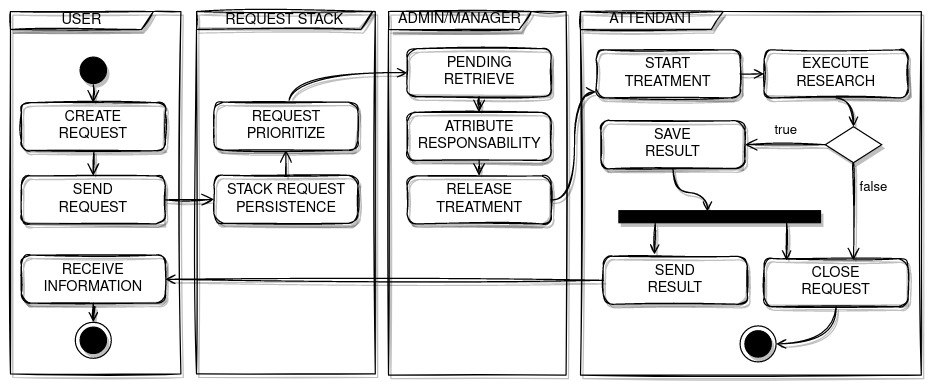 USER
CREATE
REQUEST
SEND
REQUEST
RECEIVE
INFORMATION
REQUEST STACK
REQUEST
PRIORITIZE
STACK REQUEST
PERSISTENCE
ADMIN/MANAGER
PENDING
RETRIEVE
ATRIBUTE
RESPONSABILITY
RELEASE
TREATMENT
ATTENDANT
START
TREATMENT
EXECUTE
RESEARCH
SAVE
RESULT
true
false
SEND
RESULT
CLOSE
REQUEST